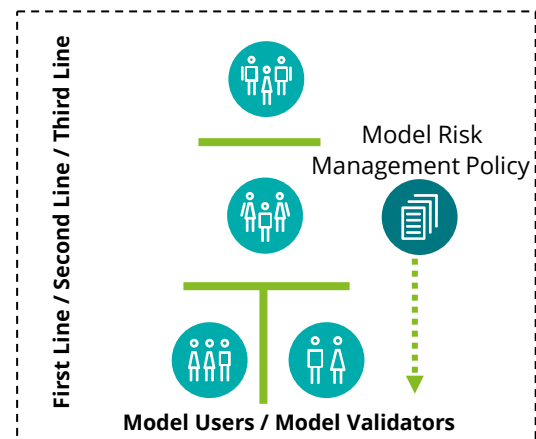 First Line / Second Line / Third Line
Model Risk
Management Policy
Model Users / Model Validators